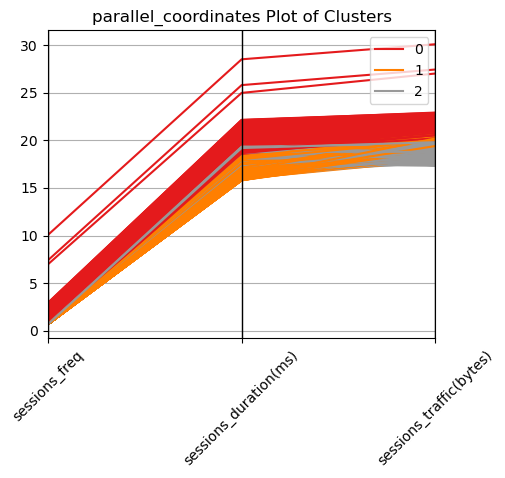 parallel_coordinates Plot of Clusters
30
25
20
15
10
5
0
0
1
2
sessions_freq
sessions_duration(ms)
sessions_traffic(bytes)